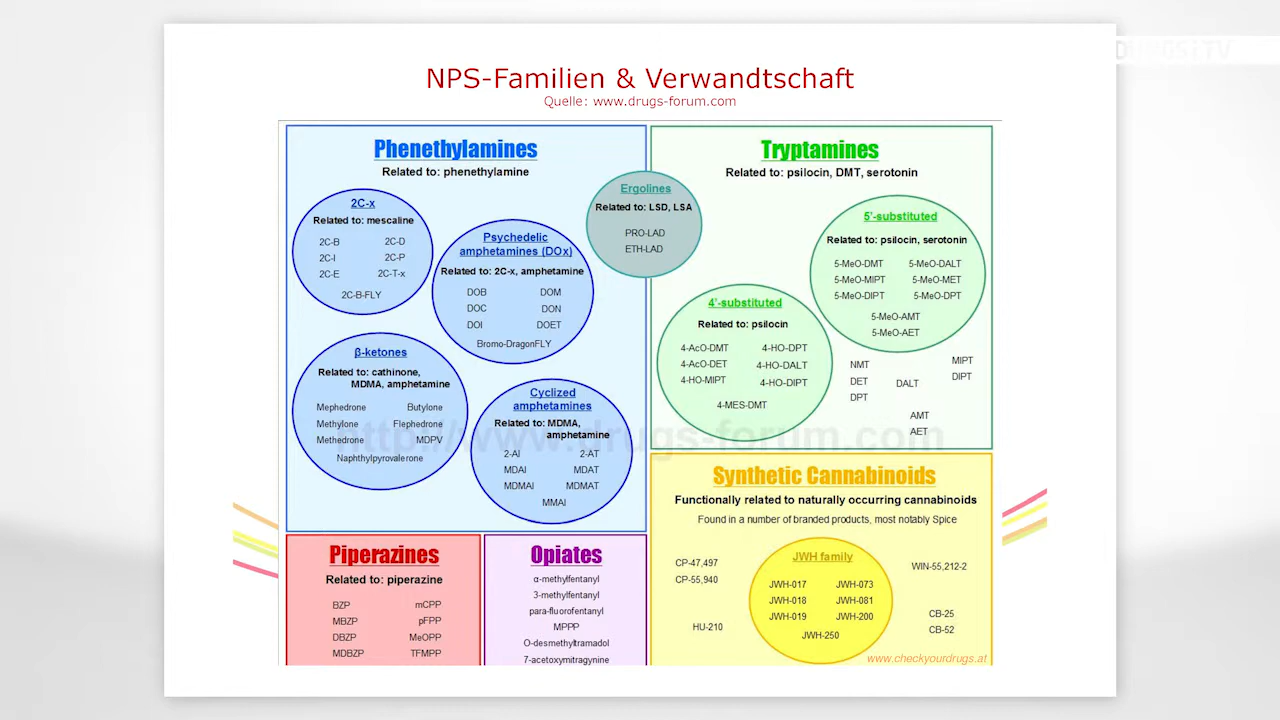 NPS-Familien & Verwandtschaft
Quelle: www.drugs-forum.com
Phenethylamines
Related to: phenethylamine
2C-x
Related to: mescaline
2C-B 2C-D
2C-I 2C-P
2C-E 2C-T-x
2C-B-FLY
Psychedelic
amphetamines (DOx)
Related to: 2C-x, amphetamine
DOB DOM
DOC DON
DOI DOET
Bromo-DragonFLY
β-ketones
Related to: cathinone,
MDMA, amphetamine
Mephedrone Butylone
Methylone Flephedrone
Methedrone MDPV
Naphthylpyrovalerone
Cyclized
amphetamines
Related to: MDMA,
amphetamine
2-AI 2-AT
MDAI MDAT
MDMAI MDMAT
MMAI
Ergolines
Related to: LSD, LSA
PRO-LAD
ETH-LAD
Tryptamines
Related to: psilocin, DMT, serotonin
5'-substituted
Related to: psilocin, serotonin
5-MeO-DMT 5-MeO-DALT
5-MeO-MIPT 5-MeO-MET
5-MeO-DIPT 5-MeO-DPT
5-MeO-AMT
5-MeO-AET
4'-substituted
Related to: psilocin
4-AcO-DMT 4-HO-DPT
4-AcO-DET 4-HO-DALT
4-HO-MIPT 4-HO-DIPT
4-MES-DMT
NMT
DET
DPT
DALT
MIPT
DIPT
AMT
AET
http://www.drugs-forum.com
Piperazines
Related to: piperazine
BZP mCPP
MBZP pFPP
DBZP MeOPP
MDBZP TFMPP
Opiates
α-methylfentanyl
3-methylfentanyl
para-fluorofentanyl
MPPP
O-desmethyltramadol
7-acetoxymitragynine
Synthetic Cannabinoids
Functionally related to naturally occurring cannabinoids
Found in a number of branded products, most notably Spice
CP-47,497
CP-55,940
HU-210
JWH family
JWH-017 JWH-073
JWH-018 JWH-081
JWH-019 JWH-200
JWH-250
WIN-55,212-2
CB-25
CB-52
www.checkyourdrugs.at